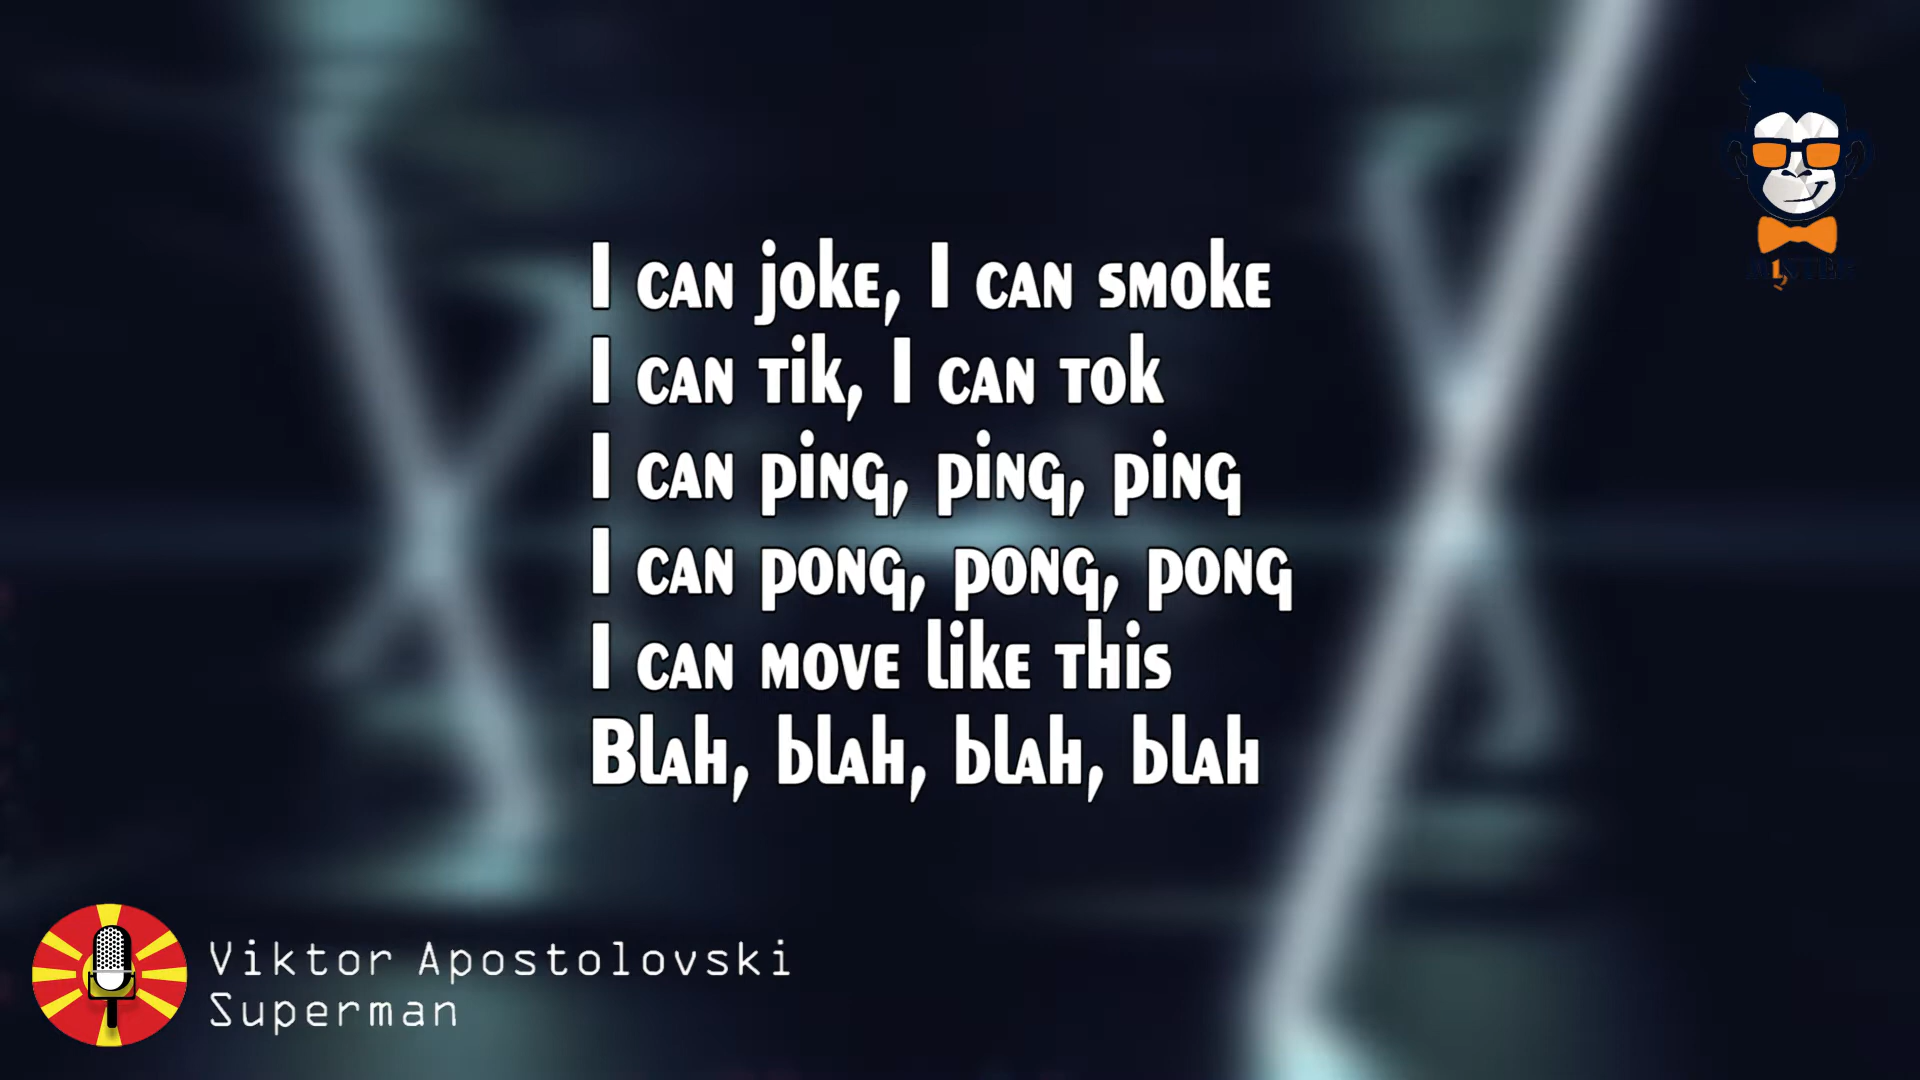 I can joke, I can smoke
I can tik, I can tok
I can ping, ping, ping
I can pong, pong, pong
I can move like this
Blah, blah, blah, blah
Viktor Apostolovski
Superman